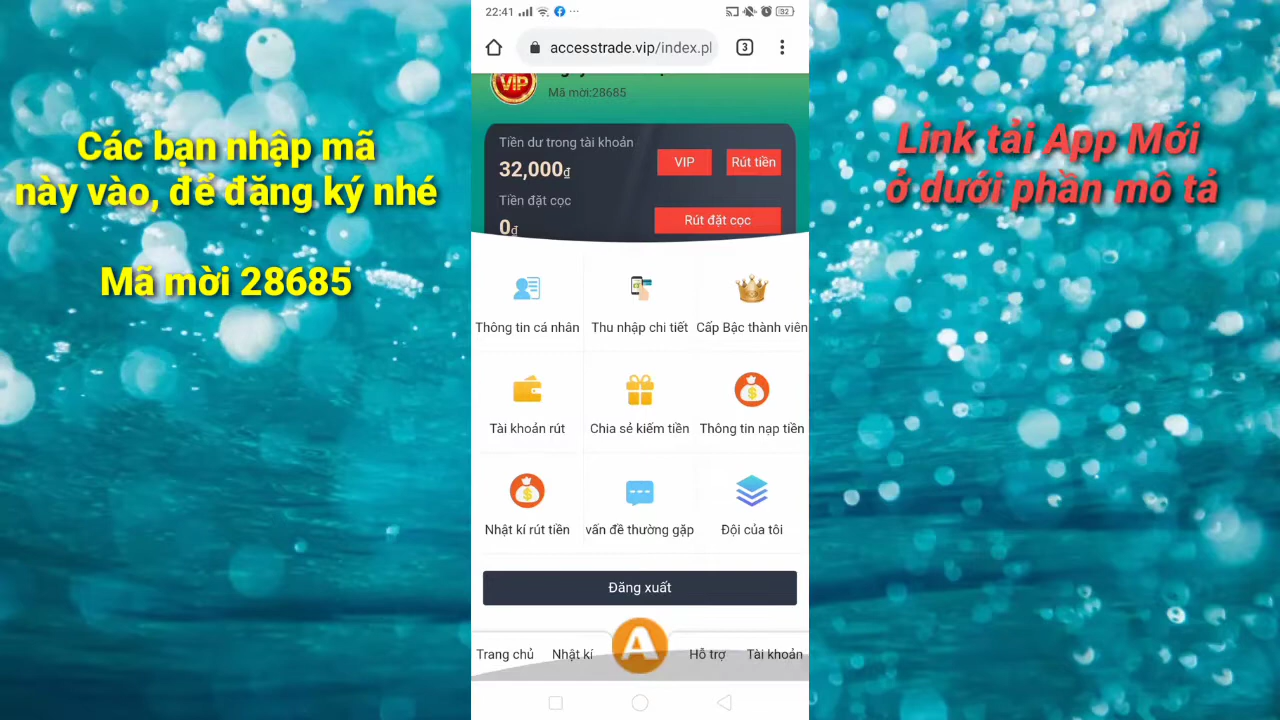 Các bạn nhập mã
này vào, để đăng ký nhé
Mã mời 28685
22:41
32
accesstrade.vip/index.pl
3
VIP
Mã mời:28685
Tiền dư trong tài khoản
32,000₫
VIP
Rút tiền
Tiền đặt cọc
0₫
Rút đặt cọc
Thông tin cá nhân
Thu nhập chi tiết
Cấp Bậc thành viên
Tài khoản rút
Chia sẻ kiếm tiền
Thông tin nạp tiền
Nhật kí rút tiền
vấn đề thường gặp
Đội của tôi
Đăng xuất
Trang chủ
Nhật kí
A
Hỗ trợ
Tài khoản
Link tải App Mới
ở dưới phần mô tả